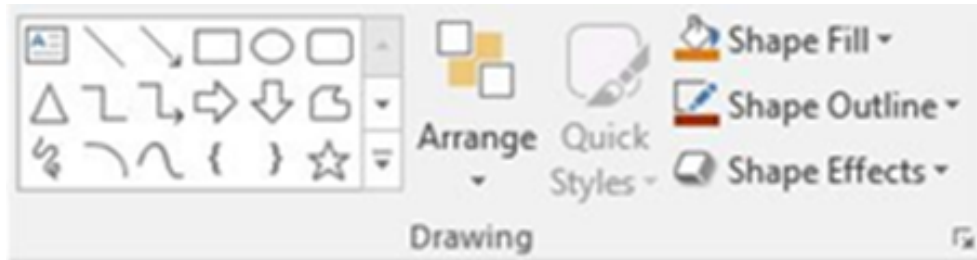 Arrange
Quick
Styles
Shape Fill
Shape Outline
Shape Effects
Drawing